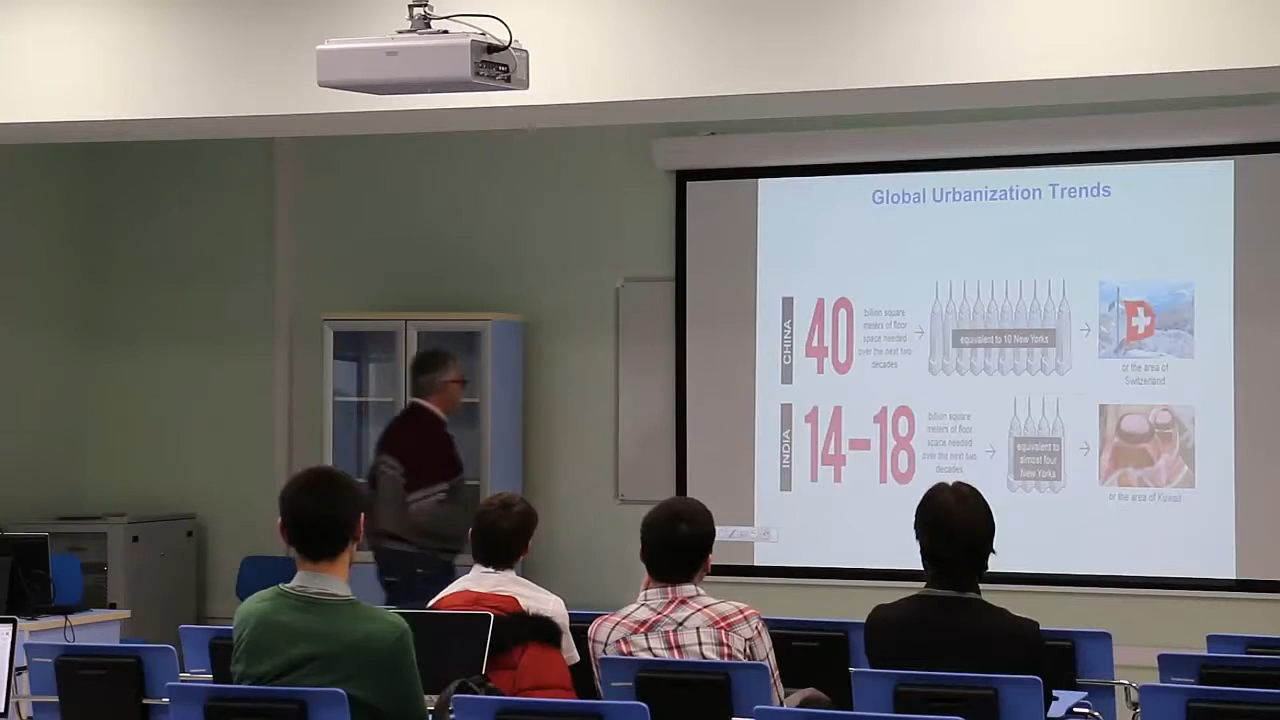 Global Urbanization Trends
CHINA
40
billion square
meters of floor
space needed
over the next two
decades
equivalent to 10 New Yorks
or the area of
Switzerland
INDIA
14-18
billion square
meters of floor
space needed
over the next two
decades
equivalent to
almost four
New Yorks
or the area of Kuwait